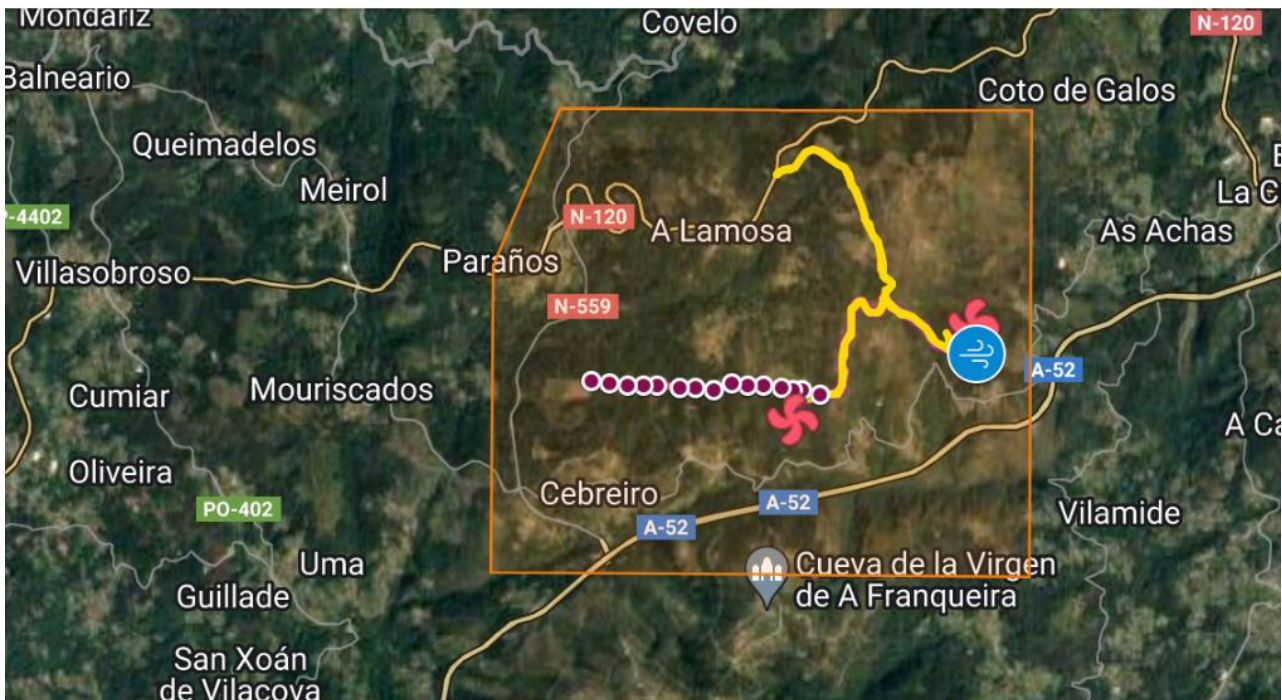 Mondariz
Covelo
N-120
Balneario
Coto de Galos
Queimadelos
Meirol
La
-4402
N-120
A Lamosa
As Achas
Villasobroso
Paraños
N-559
A-52
Cumiar
Mouriscados
A
Oliveira
Cebreiro
PO-402
A-52
A-52
Vilamide
Uma
Cueva de la Virgen
de A Franqueira
Guillade
San Xoán
de Vilacova